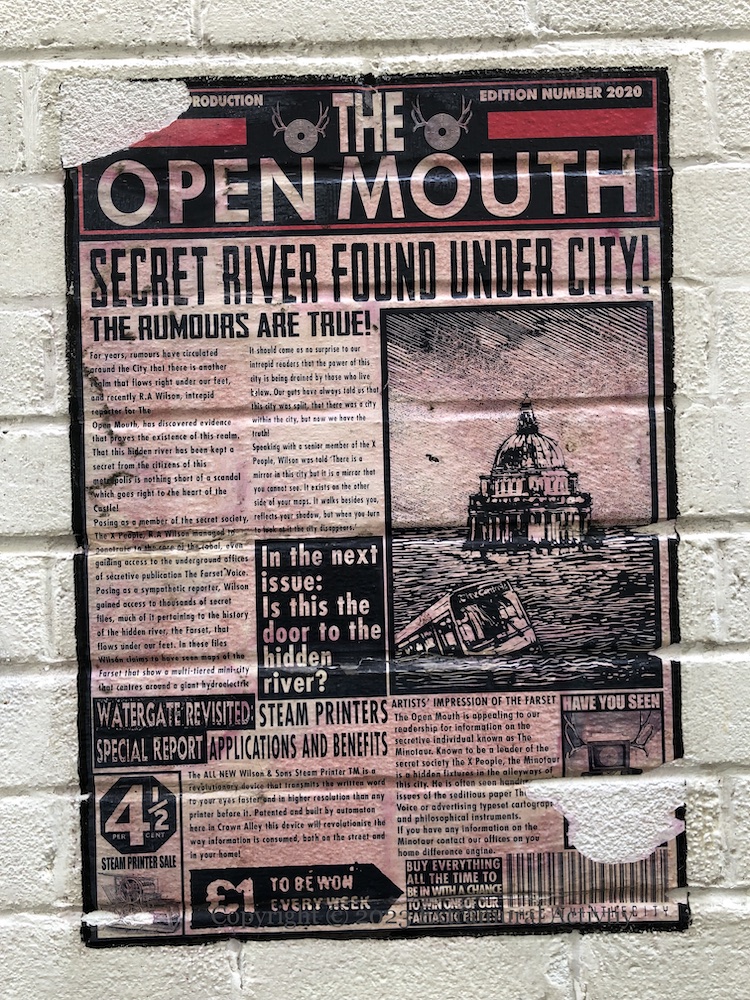 PRODUCTION
EDITION NUMBER 2020
THE
OPEN MOUTH
SECRET RIVER FOUND UNDER CITY!
THE RUMOURS ARE TRUE!
For years, rumours have circulated
around the City that there is another
realm that flows right under our feet,
and recently R.A Wilson, intrepid
reporter for The
Open Mouth, has discovered evidence
that proves the existence of this realm.
That this hidden river has been kept a
secret from the citizens of this
metropolis is nothing short of a scandal
which goes right to the heart of the
Castle!
Posing as a member of the secret society,
The X People, R.A Wilson managed to
penetrate to the core of the cabal, even
gaining access to the underground offices
of secretive publication The Farset Voice.
Posing as a sympathetic reporter, Wilson
gained access to thousands of secret
files, much of it pertaining to the history
of the hidden river, the Farset, that
flows under our feet. In these files
Wilson claims to have seen maps of the
Farset that show a multi-tiered mini-city
that centres around a giant hydroelectric
It should come as no surprise to our
intrepid readers that the power of this
city is being drained by those who live
below. Our guts have always told us that
this city was split, that there was a city
within the city, but now we have the
truth!
Speaking with a senior member of the X
People, Wilson was told 'There is a
mirror in this city but it is a mirror that
you cannot see. It exists on the other
side of your maps. It walks besides you,
reflects your shadow, but when you turn
to look at it the city disappears.'
In the next
issue:
Is this the
door to the
hidden
river?
WATERGATE REVISITED:
SPECIAL REPORT
STEAM PRINTERS
APPLICATIONS AND BENEFITS
The ALL NEW Wilson & Sons Steam Printer TM is a
revolutionary device that transmits the written word
to your eyes faster and in higher resolution than any
printer before it. Patented and built by automaton
here in Crown Alley this device will revolutionise the
way information is consumed, both on the street and
in your home!
4 1/2
PER CENT
STEAM PRINTER SALE
£1 TO BE WON
EVERY WEEK
City Central
ARTISTS' IMPRESSION OF THE FARSET
The Open Mouth is appealing to our
readership for information on the
secretive individual known as The
Minotaur. Known to be a leader of the
secret society the X People, the Minotaur
is a hidden fixture in the alleyways of
this city. He is often seen
issues of the seditious paper
Voice or advertising typeset
and philosophical instruments.
If you have any information on the
Minotaur contact our offices on you
home difference engine.
HAVE YOU SEEN
BUY EVERYTHING
ALL THE TIME TO
BE IN WITH A CHANCE
TO WIN ONE OF OUR
FANTASTIC PRIZES!
Copyright © 2023